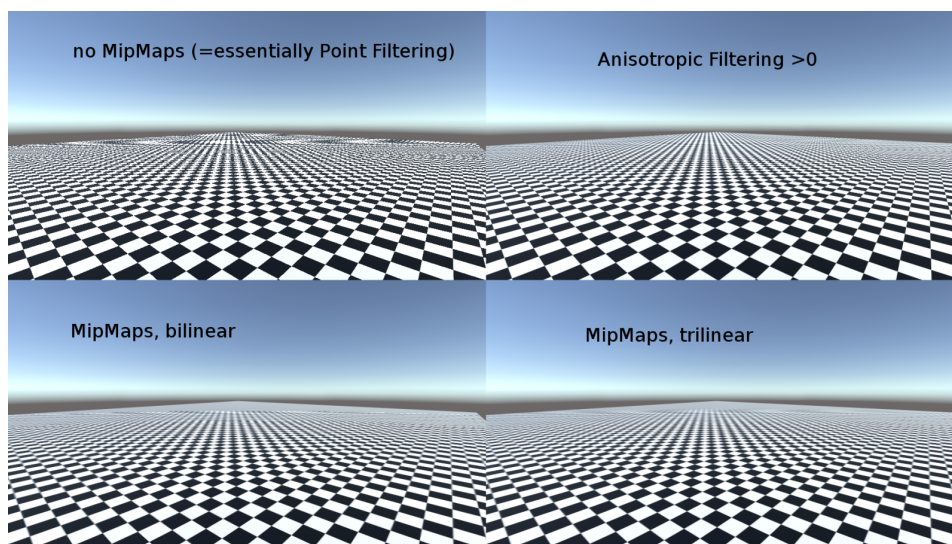 no MipMaps (=essentially Point Filtering)
Anisotropic Filtering >0
MipMaps, bilinear
MipMaps, trilinear